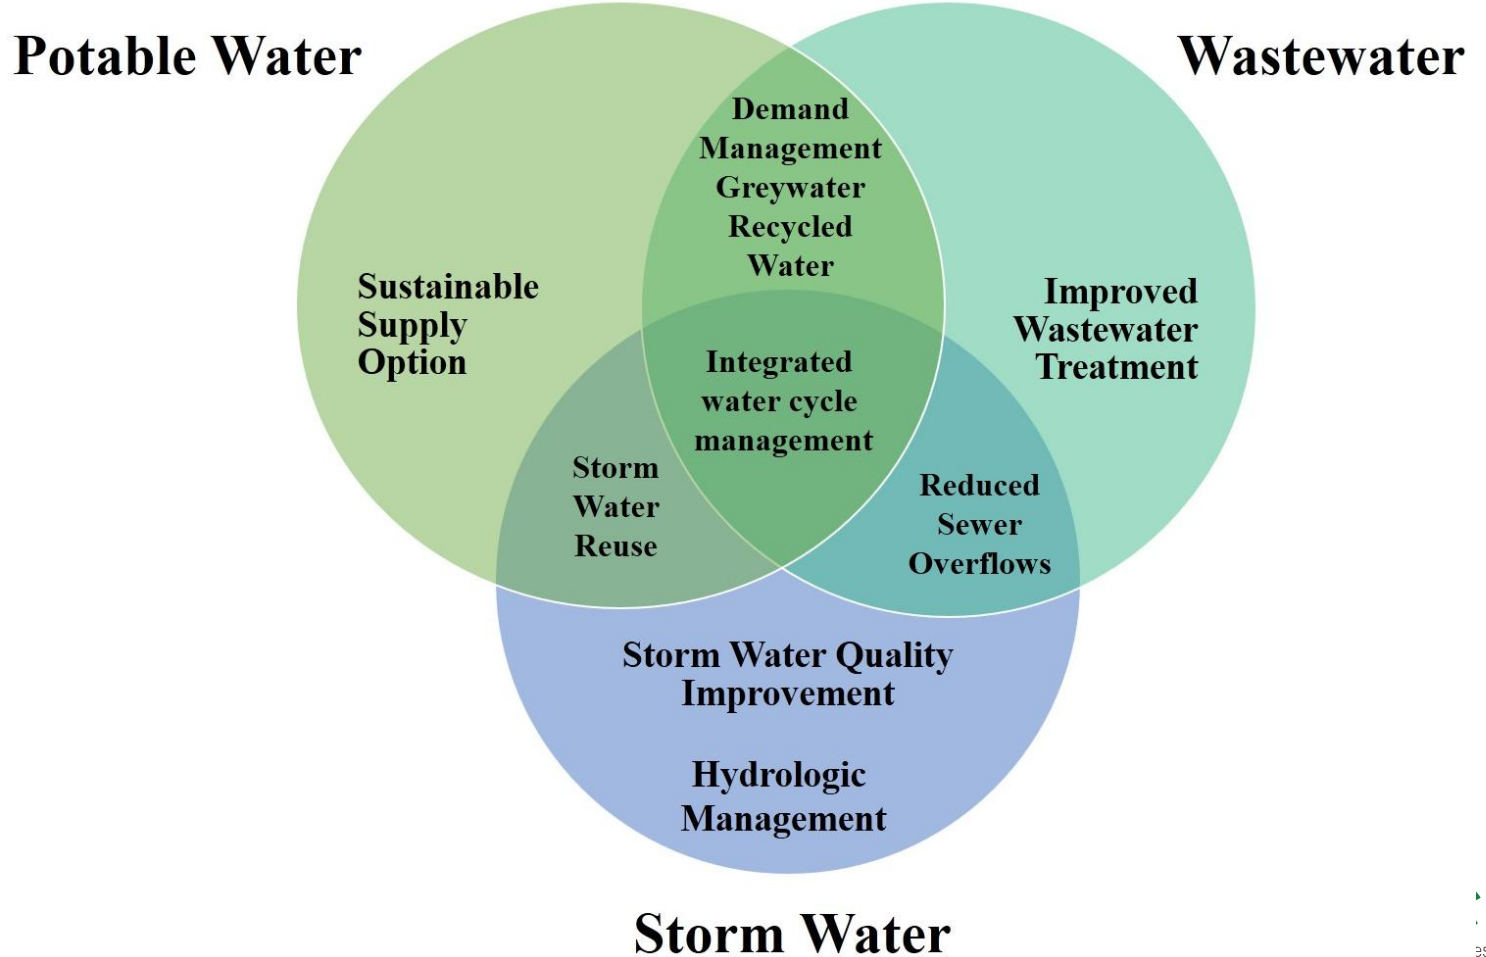 Potable Water
Wastewater
Demand
Management
Greywater
Recycled
Water
Sustainable
Supply
Option
Improved
Wastewater
Treatment
Integrated
water cycle
management
Storm
Water
Reuse
Reduced
Sewer
Overflows
Storm Water Quality
Improvement
Hydrologic
Management
Storm Water